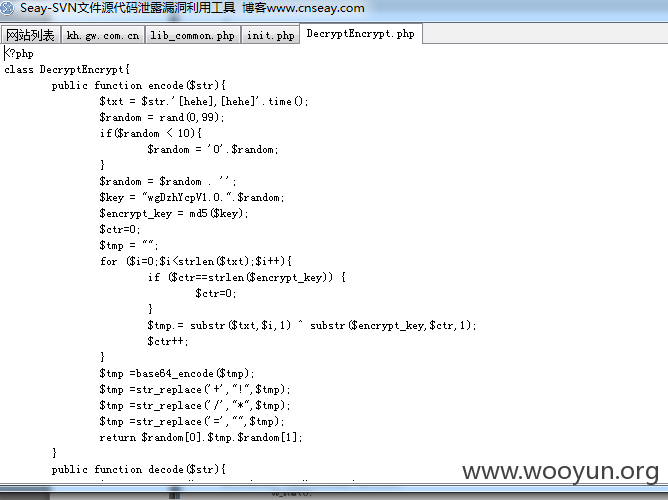 Seay-SVN文件源代码泄露漏洞利用工具 博客www.cnseay.com
网站列表 kh.gw.com.cn lib_common.php init.php DecryptEncrypt.php
<?php
class DecryptEncrypt{
public function encode($str){
$txt = $str.'[hehe],[hehe]'.time();
$random = rand(0,99);
if($random < 10){
$random = '0'.$random;
}
$random = $random . '';
$key = "wgDzhYcpV1.0.".$random;
$encrypt_key = md5($key);
$ctr=0;
$tmp = "";
for ($i=0;$i<strlen($txt);$i++){
if ($ctr==strlen($encrypt_key)) {
$ctr=0;
}
$tmp.= substr($txt,$i,1) ^ substr($encrypt_key,$ctr,1);
$ctr++;
}
$tmp =base64_encode($tmp);
$tmp =str_replace('+',"!",$tmp);
$tmp =str_replace('/',"*",$tmp);
$tmp =str_replace('=',"",$tmp);
return $random[0].$tmp.$random[1];
}
public function decode($str){
www.wooyun.org